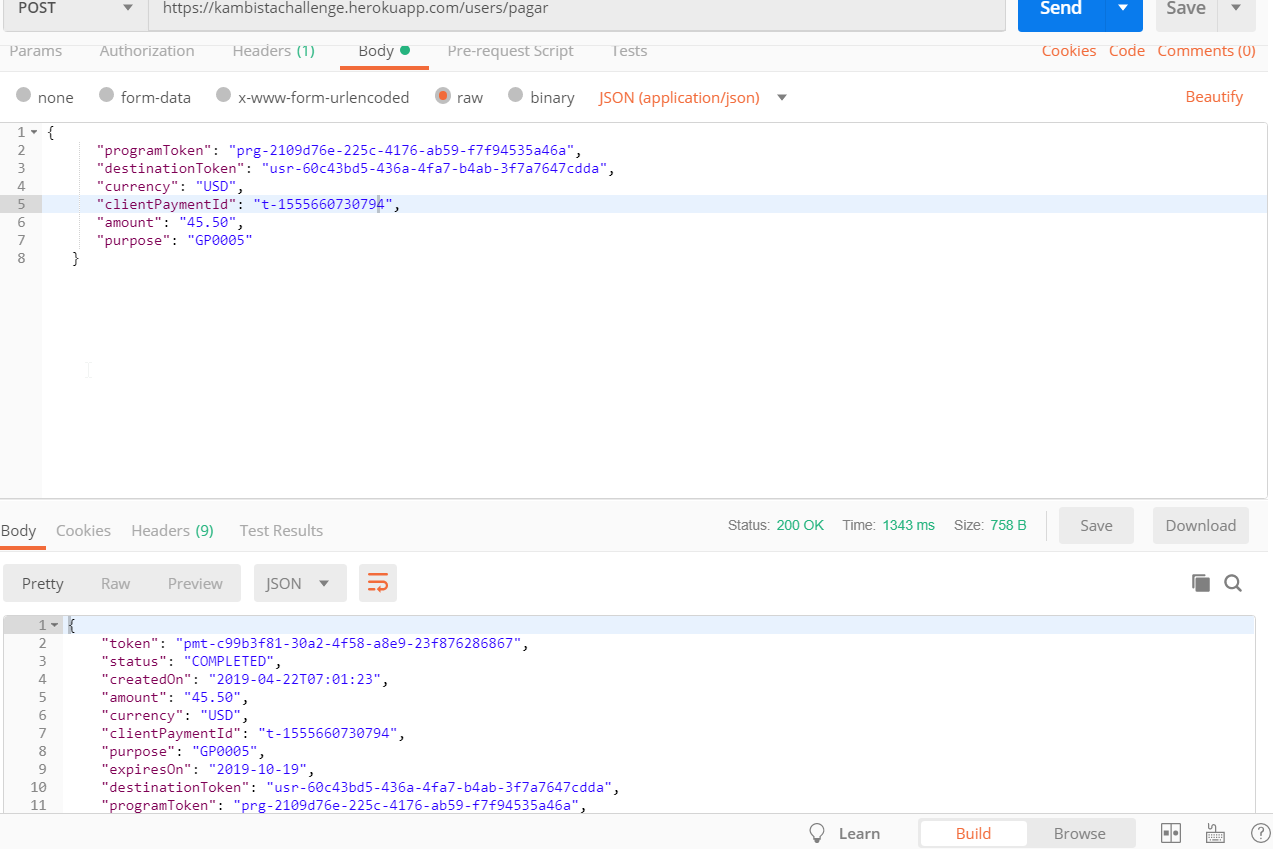 POST https://kambistachallenge.herokuapp.com/users/pagar Send Save
Params Authorization Headers (1) Body Pre-request Script Tests Cookies Code Comments (0)
none form-data x-www-form-urlencoded raw binary JSON (application/json) Beautify
1 {
2 "programToken": "prg-2109d76e-225c-4176-ab59-f7f94535a46a",
3 "destinationToken": "usr-60c43bd5-436a-4fa7-b4ab-3f7a7647cdda",
4 "currency": "USD",
5 "clientPaymentId": "t-1555660730794",
6 "amount": "45.50",
7 "purpose": "GP0005"
8 }
Body Cookies Headers (9) Test Results Status: 200 OK Time: 1343 ms Size: 758 B Save Download
Pretty Raw Preview JSON
1 {
2 "token": "pmt-c99b3f81-30a2-4f58-a8e9-23f876286867",
3 "status": "COMPLETED",
4 "createdOn": "2019-04-22T07:01:23",
5 "amount": "45.50",
6 "currency": "USD",
7 "clientPaymentId": "t-1555660730794",
8 "purpose": "GP0005",
9 "expiresOn": "2019-10-19",
10 "destinationToken": "usr-60c43bd5-436a-4fa7-b4ab-3f7a7647cdda",
11 "programToken": "prg-2109d76e-225c-4176-ab59-f7f94535a46a",
Learn Build Browse